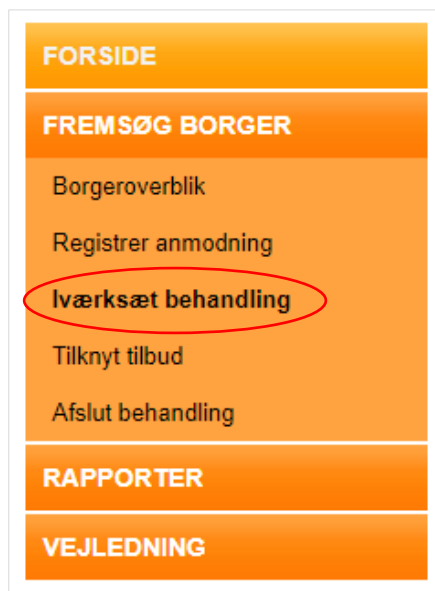 FORSIDE
FREMSØG BORGER
Borgeroverblik
Registrer anmodning
Iværksæt behandling
Tilknyt tilbud
Afslut behandling
RAPPORTER
VEJLEDNING